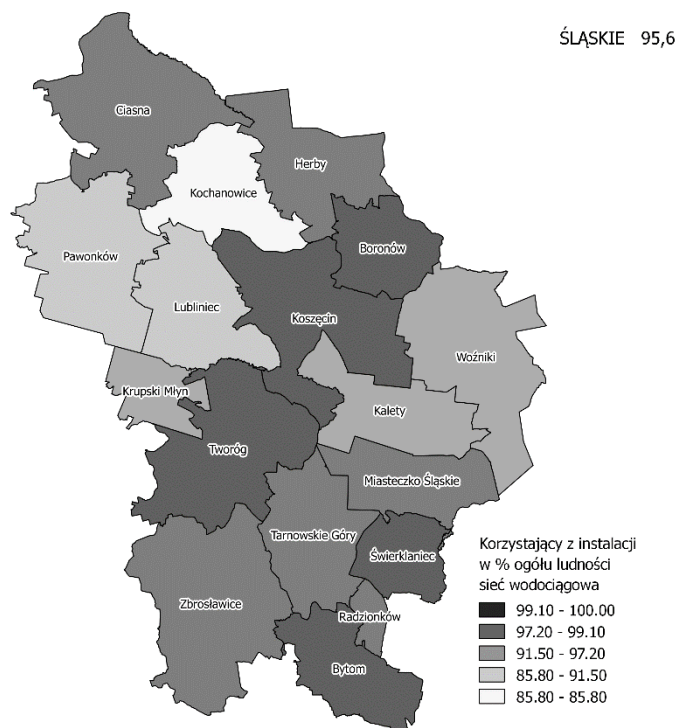 ŚLĄSKIE 95,6
Ciasna
Herby
Kochanowice
Boronów
Pawonków
Lubliniec
Koszęcin
Woźniki
Krupski Młyn
Kalety
Tworóg
Miasteczko Śląskie
Tarnowskie Góry
Świerklaniec
Zbrosławice
Radzionków
Bytom
Korzystający z instalacji
w % ogółu ludności
sieć wodociągowa
99.10 - 100.00
97.20 - 99.10
91.50 - 97.20
85.80 - 91.50
85.80 - 85.80